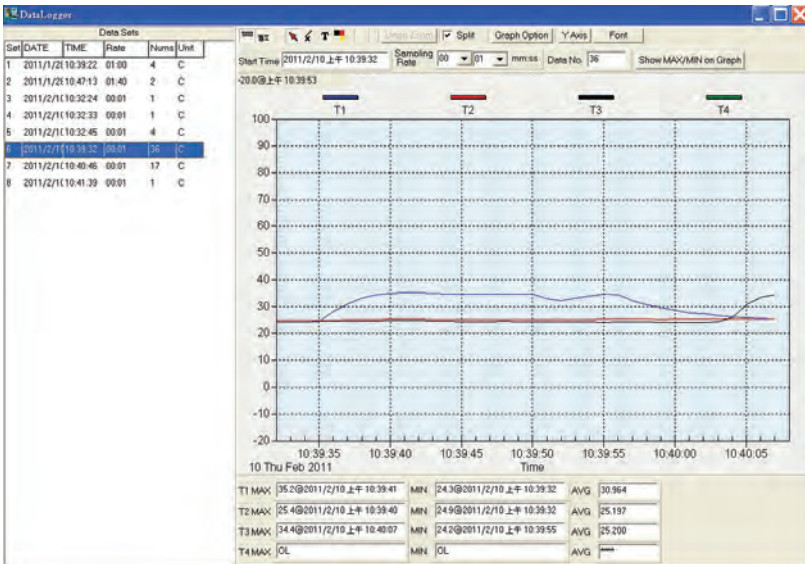 DataLogger
Data Sets
Set DATE TIME Rate Nums Unit
1 2011/1/2( 10:39:22 01:00 4 C
2 2011/1/2( 10:47:13 01:40 2 C
3 2011/2/1( 10:32:24 00:01 1 C
4 2011/2/1( 10:32:33 00:01 1 C
5 2011/2/1( 10:32:45 00:01 4 C
6 2011/2/1( 10:39:32 00:01 36 C
7 2011/2/1( 10:40:46 00:01 17 C
8 2011/2/1( 10:41:39 00:01 1 C
T Undo Zoom Split Graph Option Y Axis Font
Start Time 2011/2/10 上午 10:39:32 Sampling Rate 00 01 mm:ss Data No. 36 Show MAX/MIN on Graph
-20.0@上午 10:39:53
T1 T2 T3 T4
100
90
80
70
60
50
40
30
20
10
0
-10
-20
10:39:35 10:39:40 10:39:45 10:39:50 10:39:55 10:40:00 10:40:05
10 Thu Feb 2011 Time
T1 MAX 35.2@2011/2/10 上午 10:39:41 MIN 24.3@2011/2/10 上午 10:39:32 AVG 30.964
T2 MAX 25.4@2011/2/10 上午 10:39:40 MIN 24.9@2011/2/10 上午 10:39:32 AVG 25.197
T3 MAX 34.4@2011/2/10 上午 10:40:07 MIN 24.2@2011/2/10 上午 10:39:55 AVG 25.200
T4 MAX OL MIN OL AVG ****